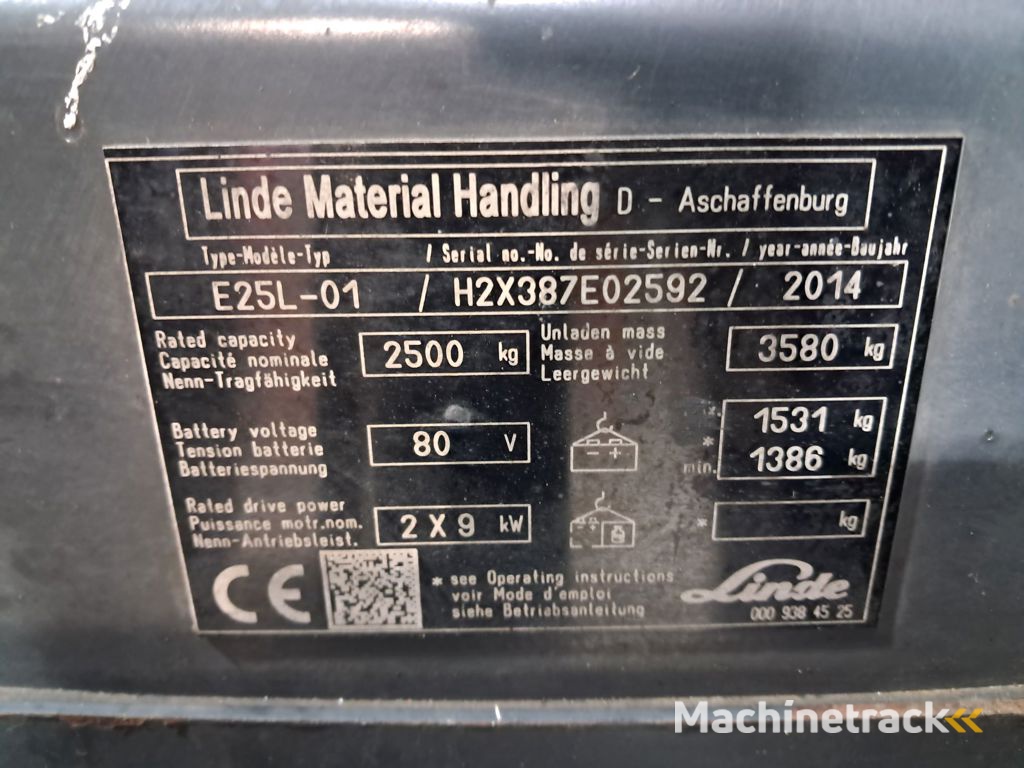 Linde Material Handling D - Aschaffenburg
Type-Modèle-Typ / Serial no.-No. de série-Serien-Nr. / year-année-Baujahr
E25L-01 / H2X387E02592 / 2014
Rated capacity
Capacité nominale
Nenn-Tragfähigkeit
2500 kg
Unladen mass
Masse à vide
Leergewicht
3580 kg
Battery voltage
Tension batterie
Batteriespannung
80 V
- +
* 1531 kg
* min. 1386 kg
Rated drive power
Puissance motr.nom.
Nenn-Antriebsleist.
2 X 9 kW
* kg
CE
* see Operating instructions
voir Mode d'emploi
siehe Betriebsanleitung
Linde
000 938 45 25
Machinetrack